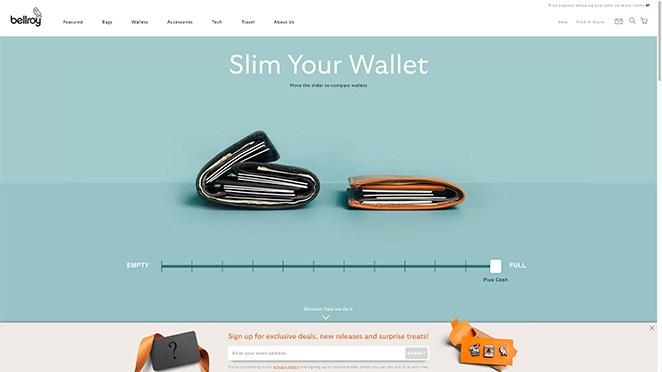 Free express shipping available on most items
bellroy
Featured Bags Wallets Accessories Tech Travel About Us
Help Find in Store
Slim Your Wallet
Move the slider to compare wallets
EMPTY
FULL
Plus Cash
Discover how we do it
Sign up for exclusive deals, new releases and surprise treats!
Enter your email address
SUBMIT
?
You're consenting to our privacy policy and signing up to receive emails which you can opt out of at any time